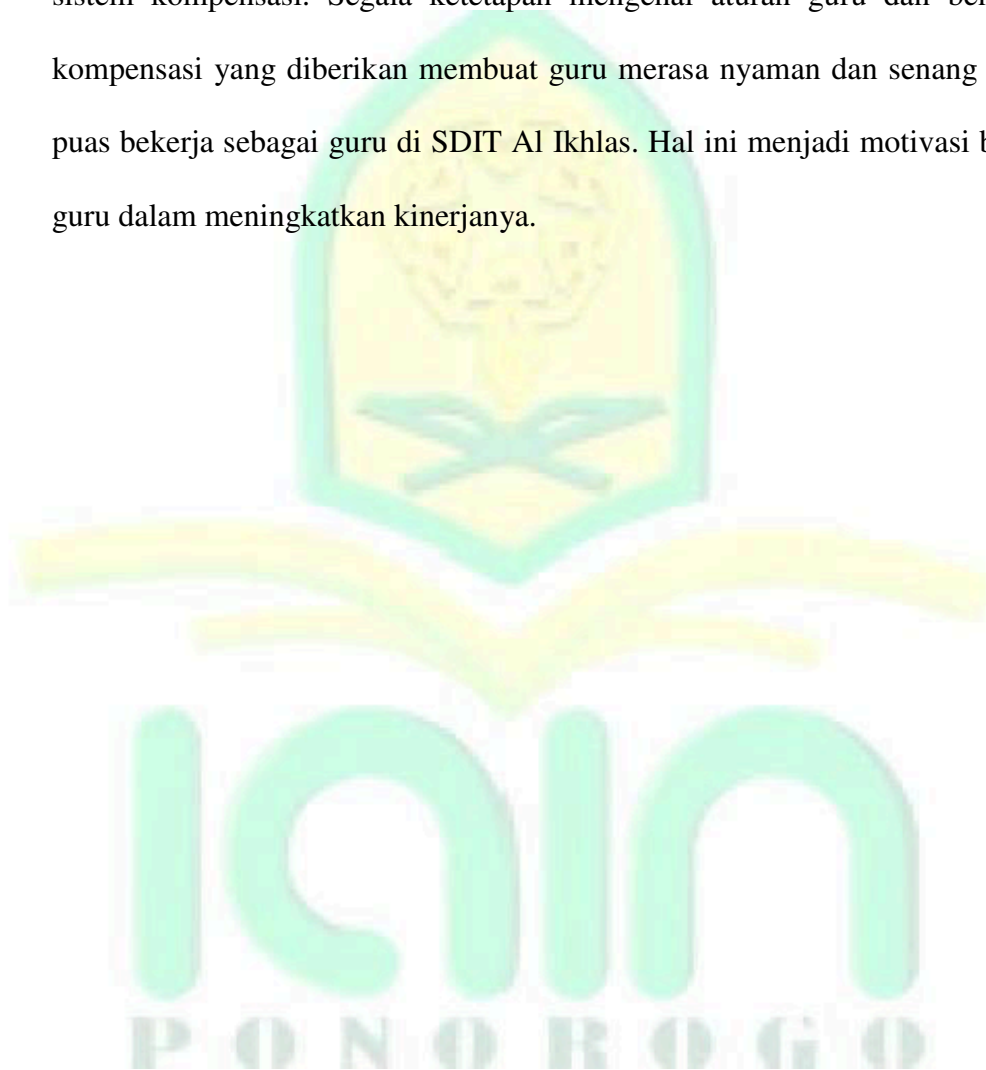 sistem kompensasi. Segala ketetapan mengenai aturan guru dan
kompensasi yang diberikan membuat guru merasa nyaman dan senang
puas bekerja sebagai guru di SDIT Al Ikhlas. Hal ini menjadi motivasi
guru dalam meningkatkan kinerjanya.
iain
PONOROGO